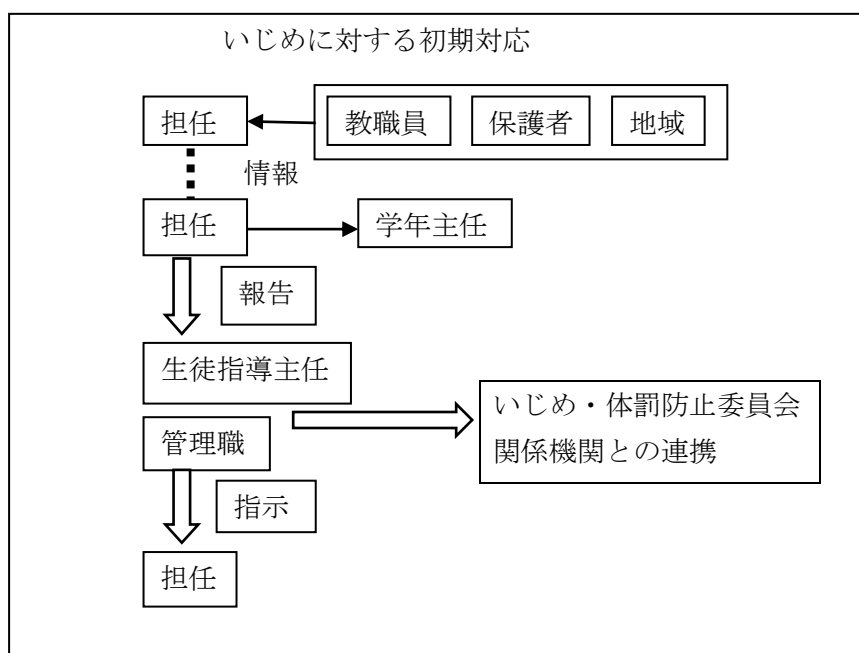 いじめに対する初期対応
担任
教職員
保護者
地域
情報
担任
学年主任
報告
生徒指導主任
管理職
いじめ・体罰防止委員会
関係機関との連携
指示
担任